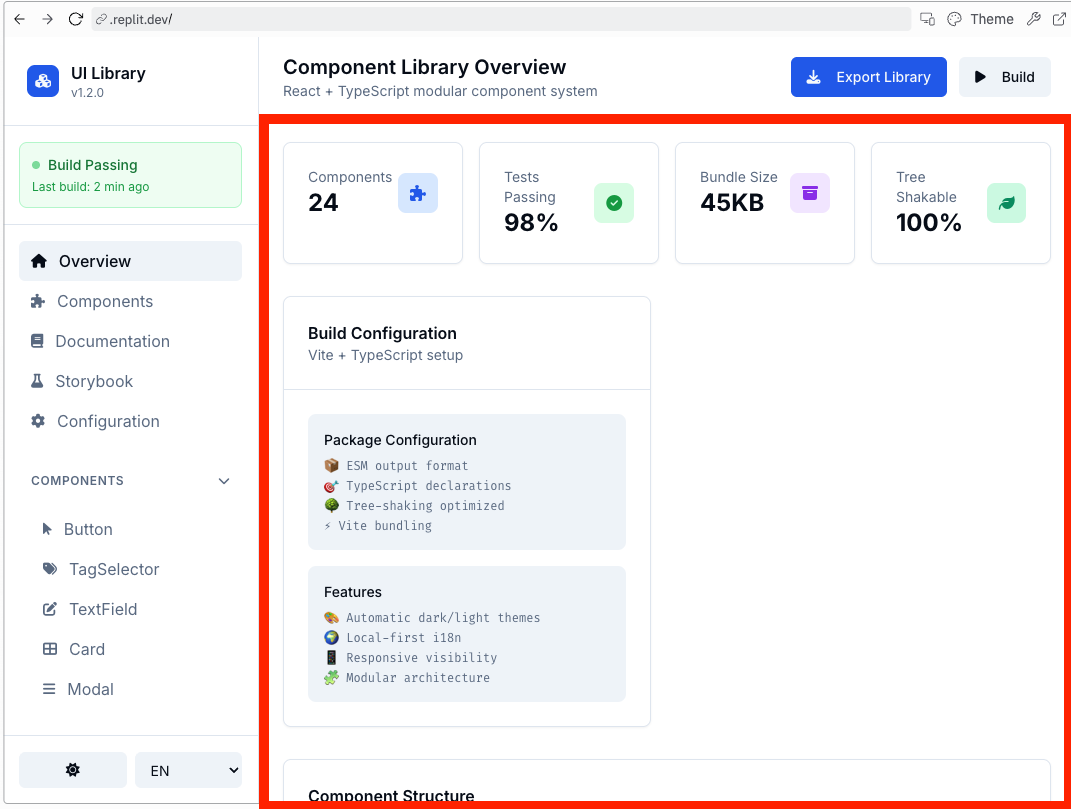 .replit.dev/
Theme
UI Library
v1.2.0
Component Library Overview
React + TypeScript modular component system
Export Library
Build
Build Passing
Last build: 2 min ago
Overview
Components
Documentation
Storybook
Configuration
COMPONENTS
Button
TagSelector
TextField
Card
Modal
EN
Components
24
Tests
Passing
98%
Bundle Size
45KB
Tree
Shakable
100%
Build Configuration
Vite + TypeScript setup
Package Configuration
📦 ESM output format
🎯 TypeScript declarations
🌳 Tree-shaking optimized
⚡ Vite bundling
Features
🎨 Automatic dark/light themes
🌍 Local-first i18n
📱 Responsive visibility
🧩 Modular architecture
Component Structure